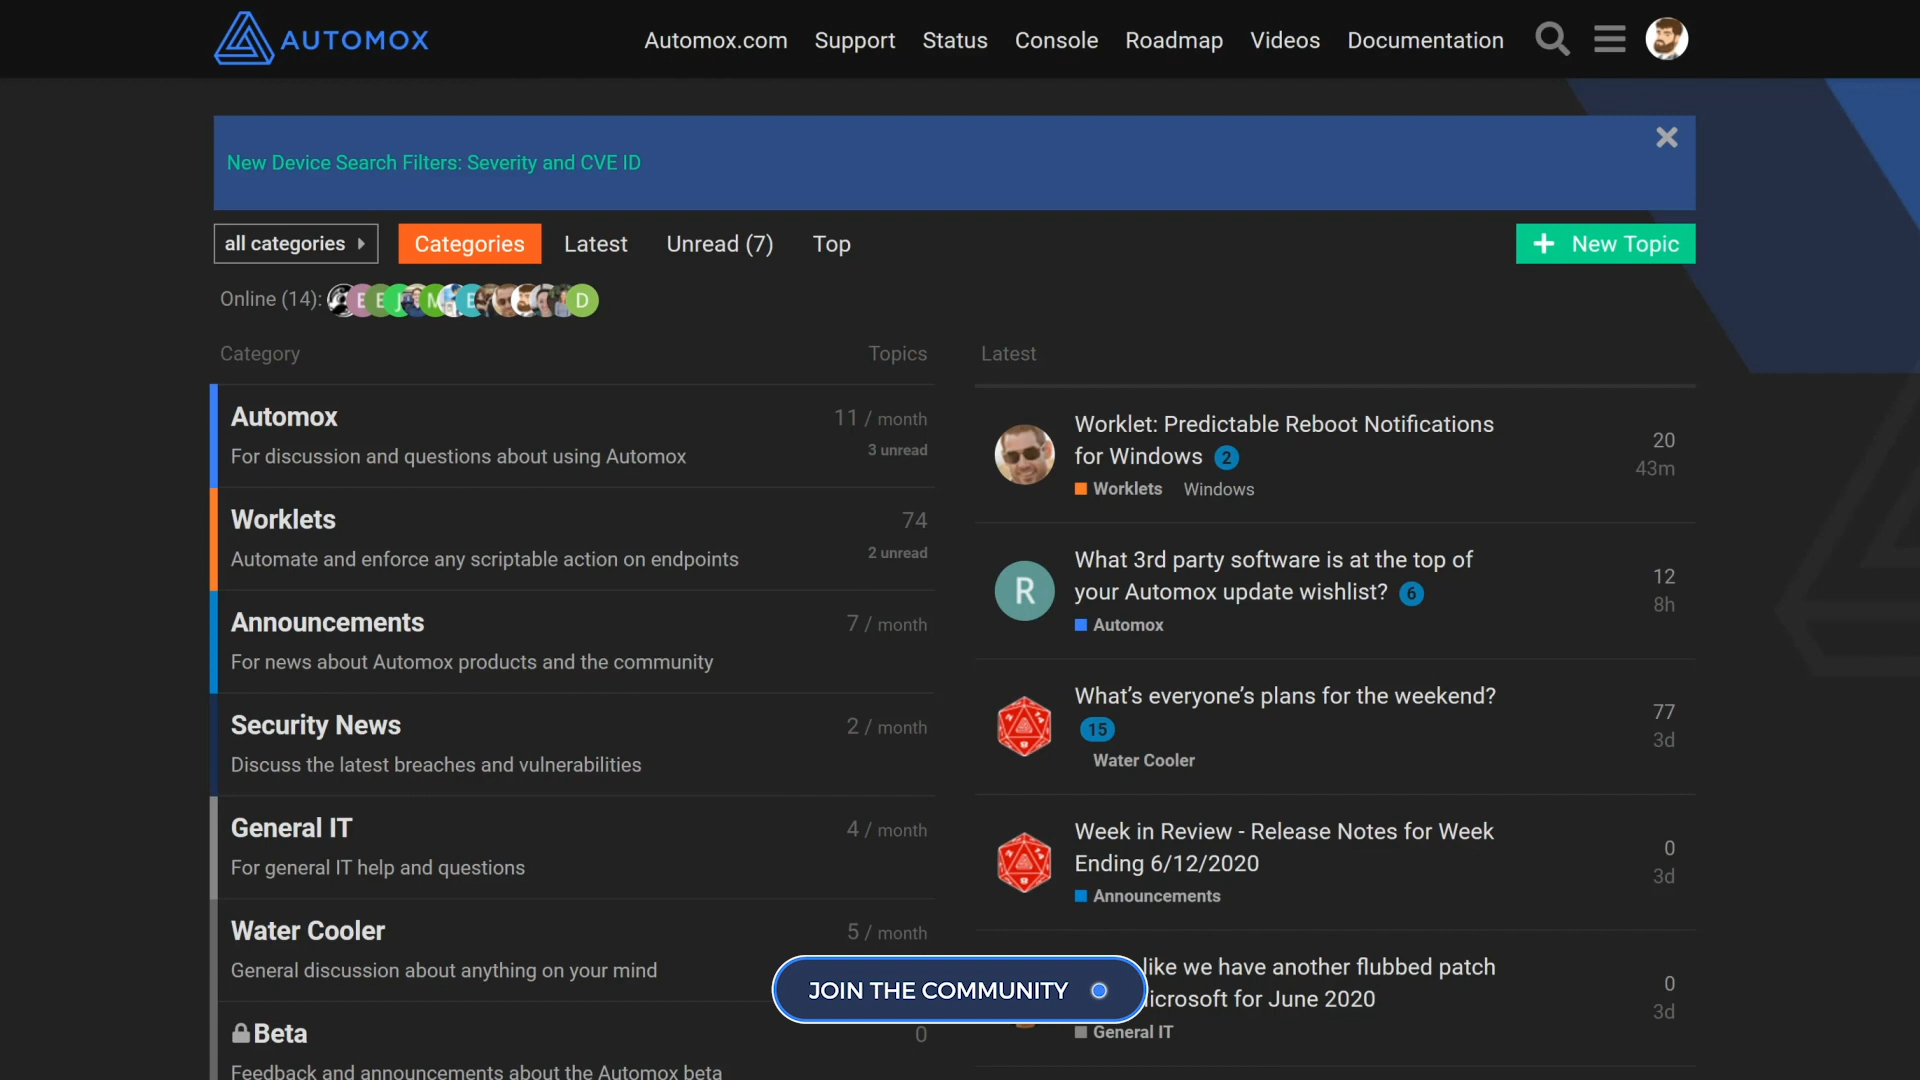 AUTOMOX
Automox.com Support Status Console Roadmap Videos Documentation
New Device Search Filters: Severity and CVE ID
all categories Categories Latest Unread (7) Top
New Topic
Online (14):
E E J M E D
Category Topics
Automox 11 / month
For discussion and questions about using Automox 3 unread
Worklets 74
Automate and enforce any scriptable action on endpoints 2 unread
Announcements 7 / month
For news about Automox products and the community
Security News 2 / month
Discuss the latest breaches and vulnerabilities
General IT 4 / month
For general IT help and questions
Water Cooler 5 / month
General discussion about anything on your mind
Beta 0
Feedback and announcements about the Automox beta
Latest
Worklet: Predictable Reboot Notifications
for Windows 2
Worklets Windows
20
43m
R
What 3rd party software is at the top of
your Automox update wishlist? 6
Automox
12
8h
What’s everyone’s plans for the weekend?
15
Water Cooler
77
3d
Week in Review - Release Notes for Week
Ending 6/12/2020
Announcements
0
3d
like we have another flubbed patch
icrosoft for June 2020
General IT
0
3d
JOIN THE COMMUNITY